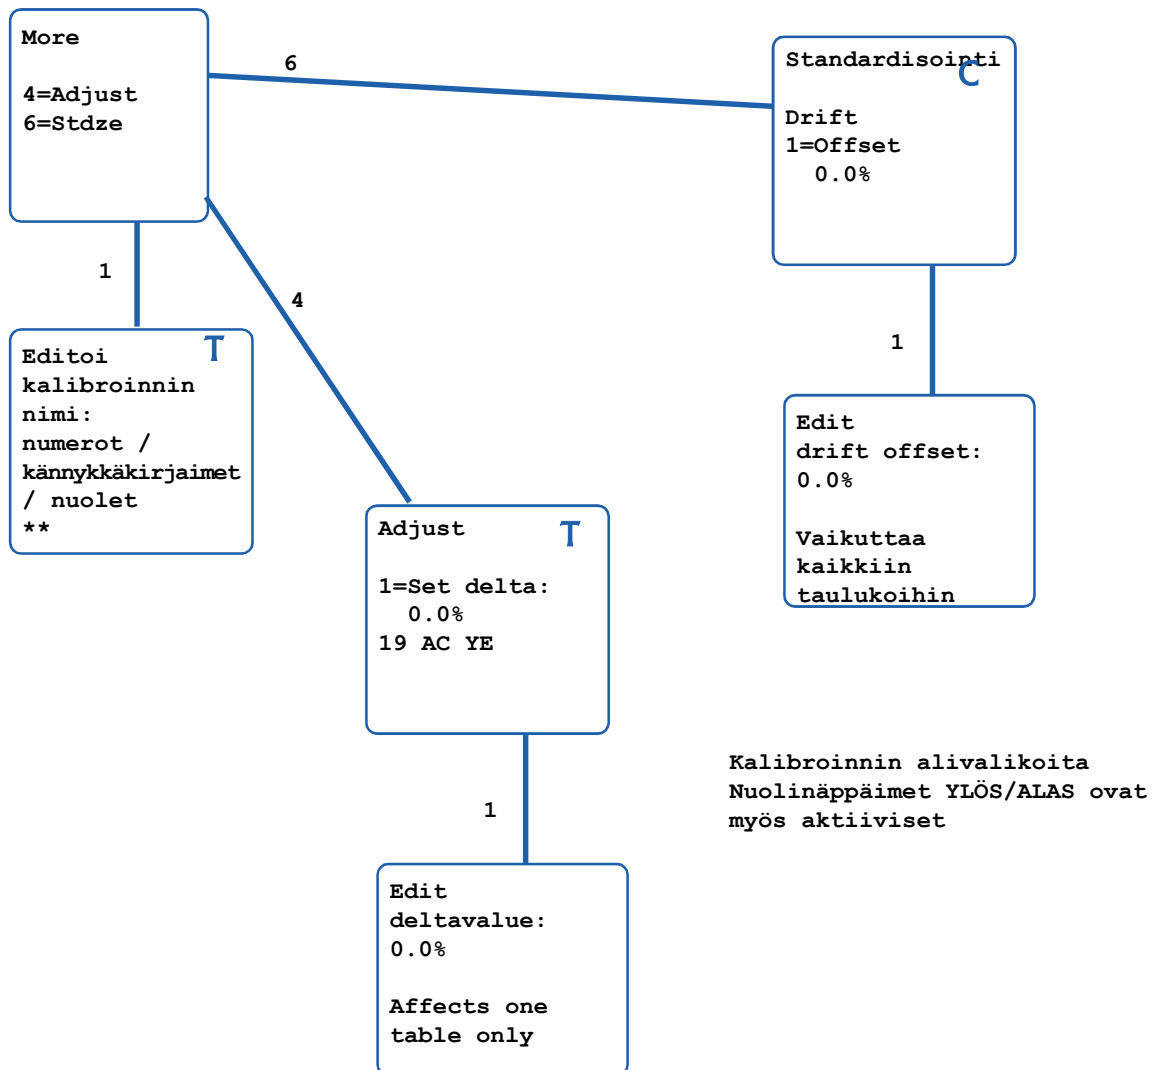 More
4=Adjust
6=Stdze
6
Standardisointi
C
Drift
1=Offset
0.0%
1
4
1
Editoi
T
kalibroinnin
nimi:
numerot /
kännykkäkirjaimet
/ nuolet
**
Edit
drift offset:
0.0%
Vaikuttaa
kaikkiin
taulukoihin
Adjust
T
1=Set delta:
0.0%
19 AC YE
1
Kalibroinnin alivalikoita
Nuolinäppäimet YLÖS/ALAS ovat
myös aktiiviset
Edit
deltavalue:
0.0%
Affects one
table only